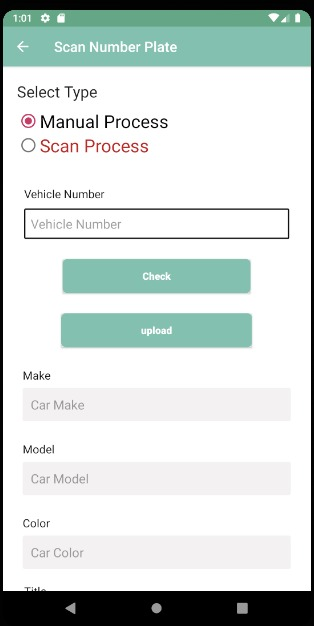 1:01
Scan Number Plate
Select Type
Manual Process
Scan Process
Vehicle Number
Vehicle Number
Check
upload
Make
Car Make
Model
Car Model
Color
Car Color
Title